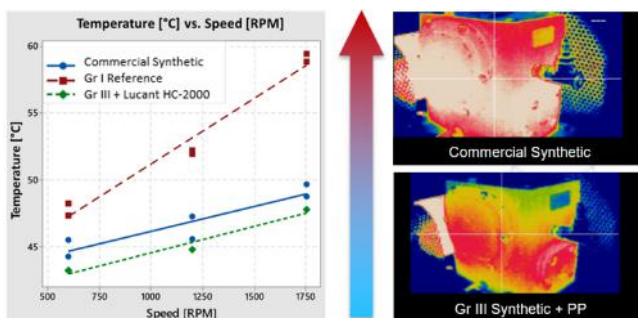 Temperature [°C] vs. Speed [RPM]
60
55
50
45
Temperature [°C]
Commercial Synthetic
Gr I Reference
Gr III + Lucant HC-2000
500
750
1000
1250
1500
1750
Speed [RPM]
Commercial Synthetic
Gr III Synthetic + PP